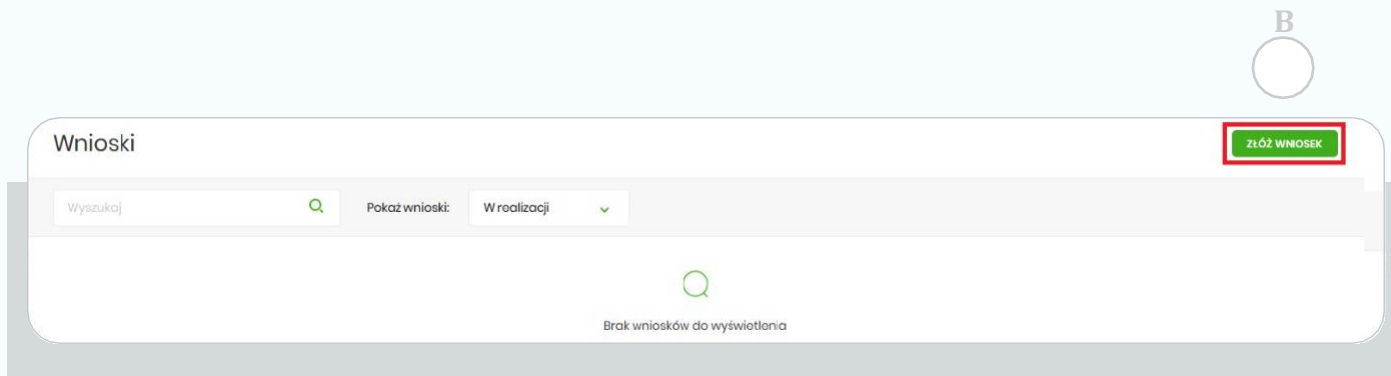 B
Wnioski
ZŁÓŻ WNIOSEK
Wyszukaj
Pokaż wnioski: W realizacji
Brak wniosków do wyświetlenia